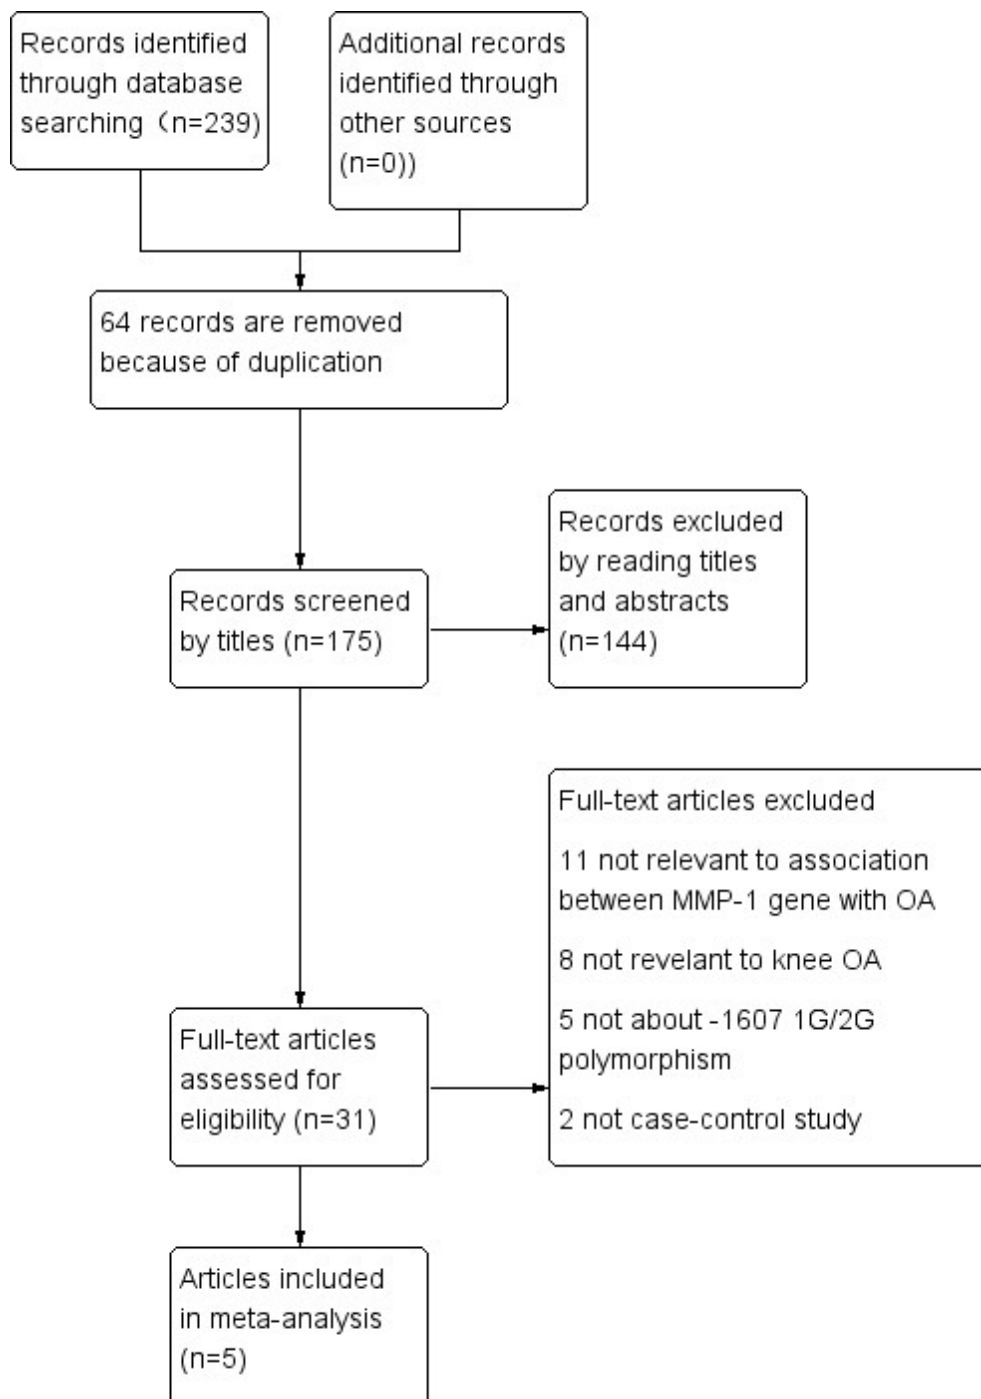 Records identified
through database
searching（n=239)
Additional records
identified through
other sources
(n=0))
64 records are removed
because of duplication
Records screened
by titles (n=175)
Records excluded
by reading titles
and abstracts
(n=144)
Full-text articles excluded
11 not relevant to association
between MMP-1 gene with OA
8 not revelant to knee OA
5 not about -1607 1G/2G
polymorphism
2 not case-control study
Full-text articles
assessed for
eligibility (n=31)
Articles included
in meta-analysis
(n=5)